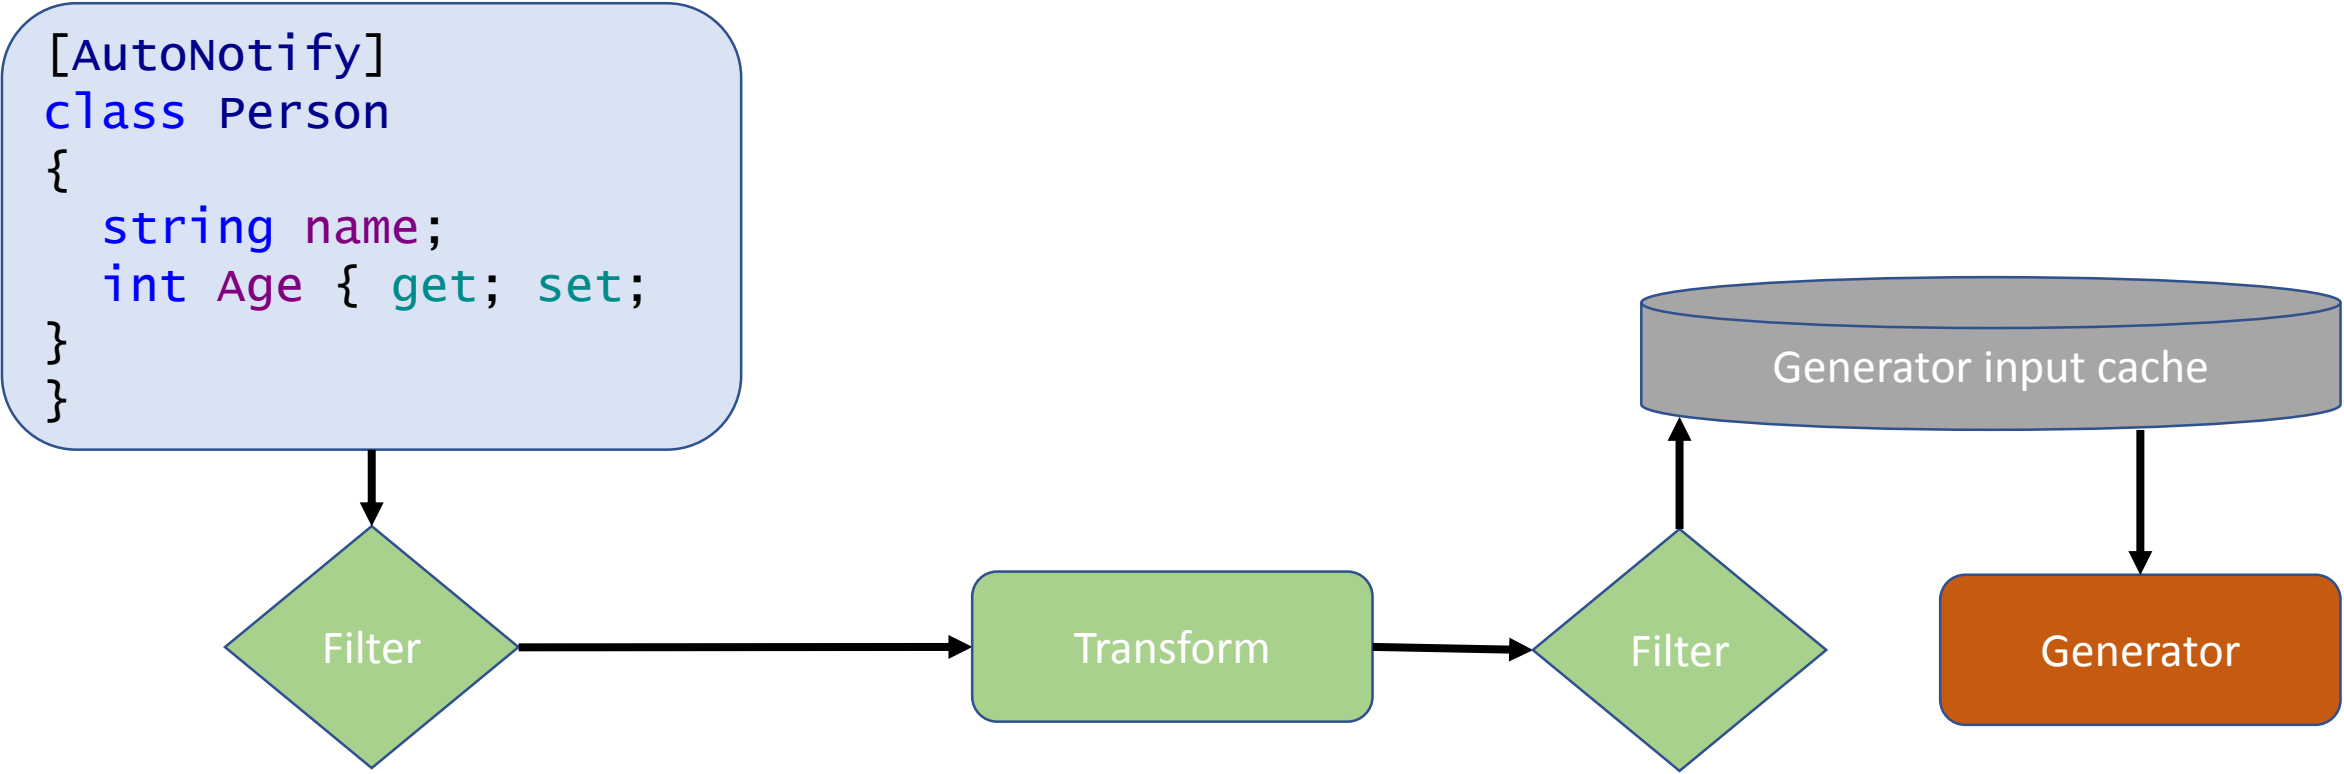 [AutoNotify]
class Person
{
  string name;
  int Age { get; set;
}
}
Generator input cache
Filter
Transform
Filter
Generator